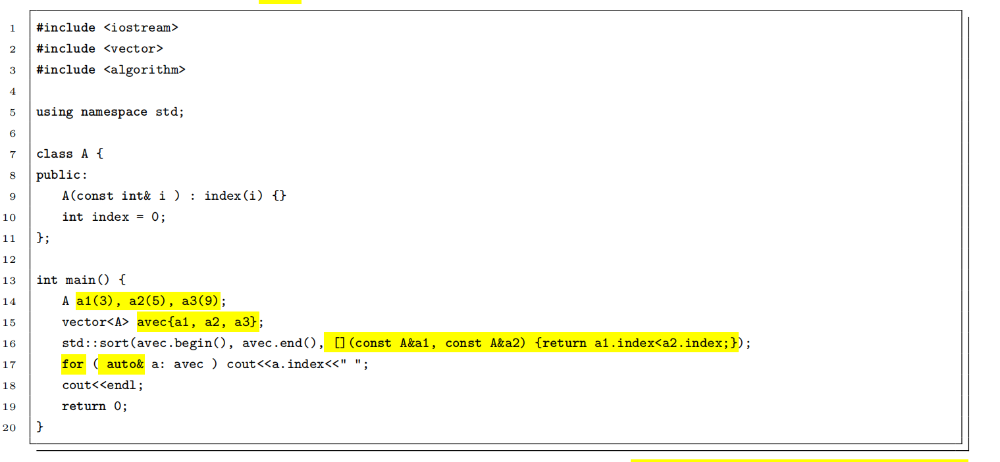 1 #include <iostream>
2 #include <vector>
3 #include <algorithm>
4
5 using namespace std;
6
7 class A {
8 public:
9 A(const int& i ) : index(i) {}
10 int index = 0;
11 };
12
13 int main() {
14 A a1(3), a2(5), a3(9);
15 vector<A> avec{a1, a2, a3};
16 std::sort(avec.begin(), avec.end(), [](const A&a1, const A&a2) {return a1.index<a2.index;});
17 for ( auto& a: avec ) cout<<a.index<<" ";
18 cout<<endl;
19 return 0;
20 }